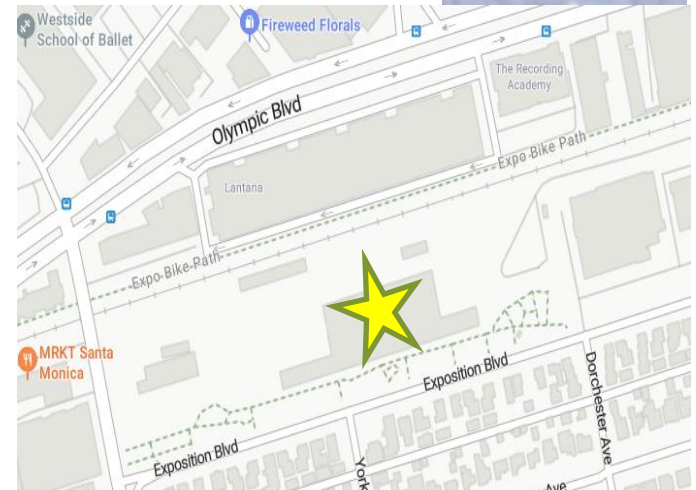 Westside
School of Ballet
Fireweed Florals
The Recording
Academy
Olympic Blvd
Expo Bike Path
Lantana
Expo-Bike-Path
MRKT Santa
Monica
Exposition Blvd
Dorchester Ave
Exposition Blvd
York
Ave